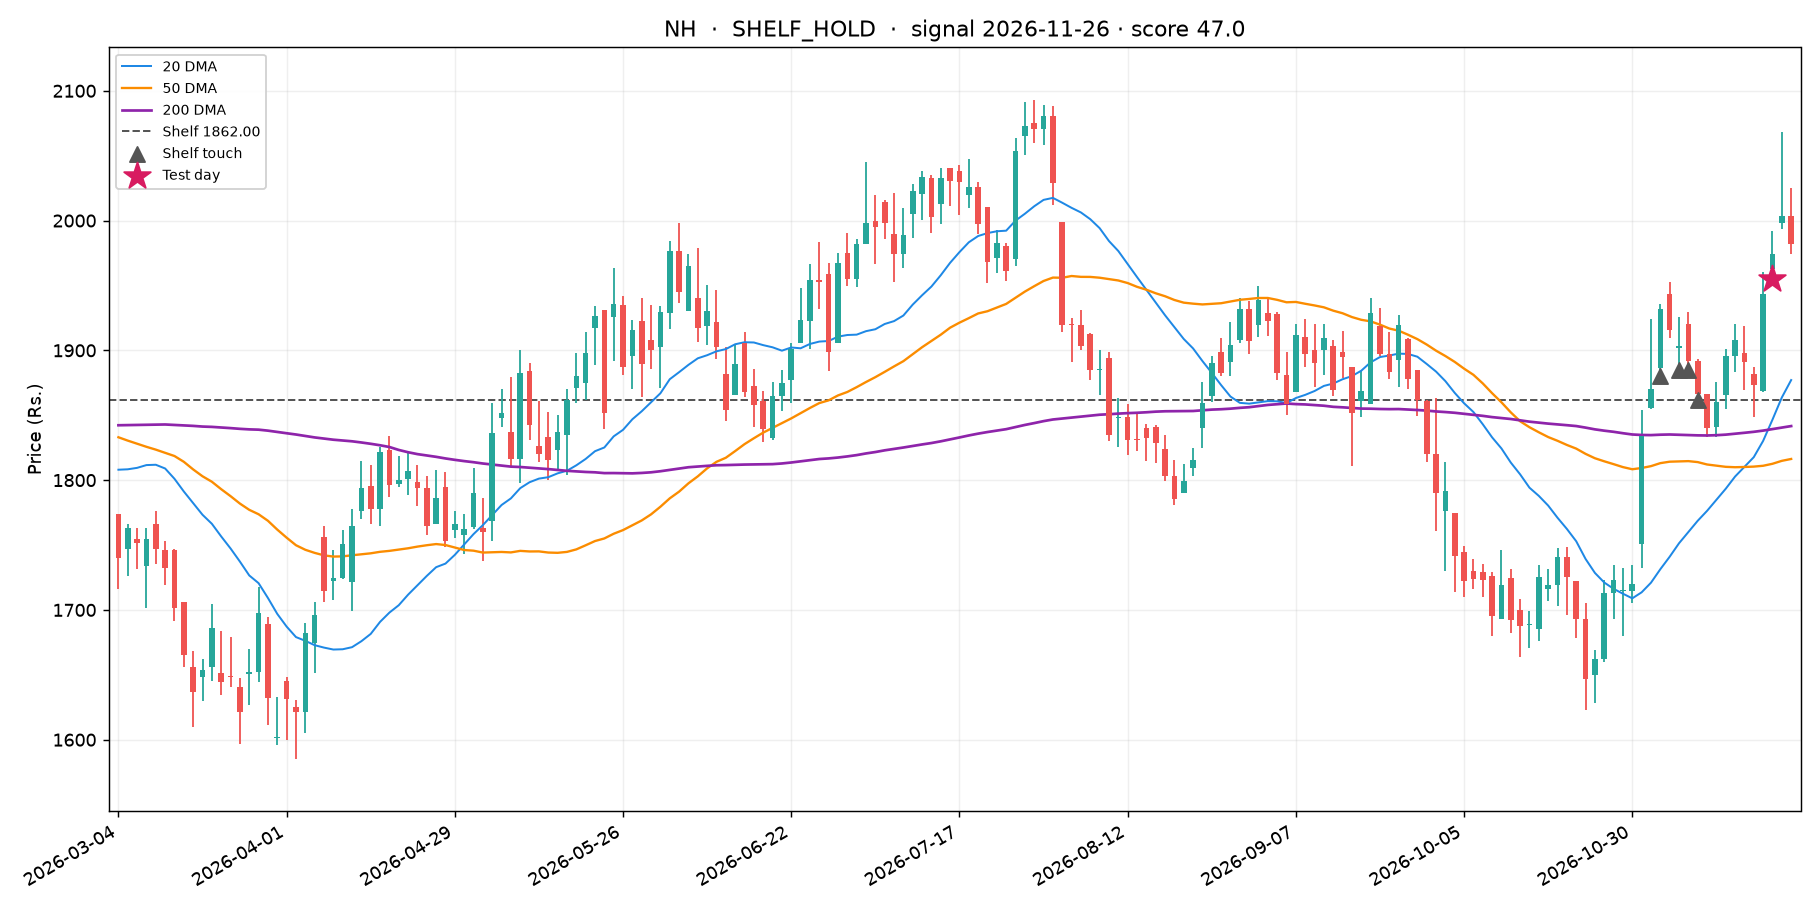 NH · SHELF_HOLD · signal 2026-11-26 · score 47.0
20 DMA
50 DMA
200 DMA
Shelf 1862.00
Shelf touch
Test day
Price (Rs.)
2100
2000
1900
1800
1700
1600
2026-03-04
2026-04-01
2026-04-29
2026-05-26
2026-06-22
2026-07-17
2026-08-12
2026-09-07
2026-10-05
2026-10-30